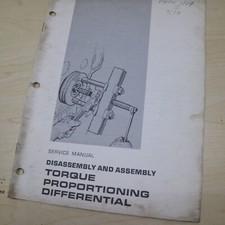 SERVICE MANUAL
DISASSEMBLY AND ASSEMBLY
TORQUE
PROPORTIONING
DIFFERENTIAL